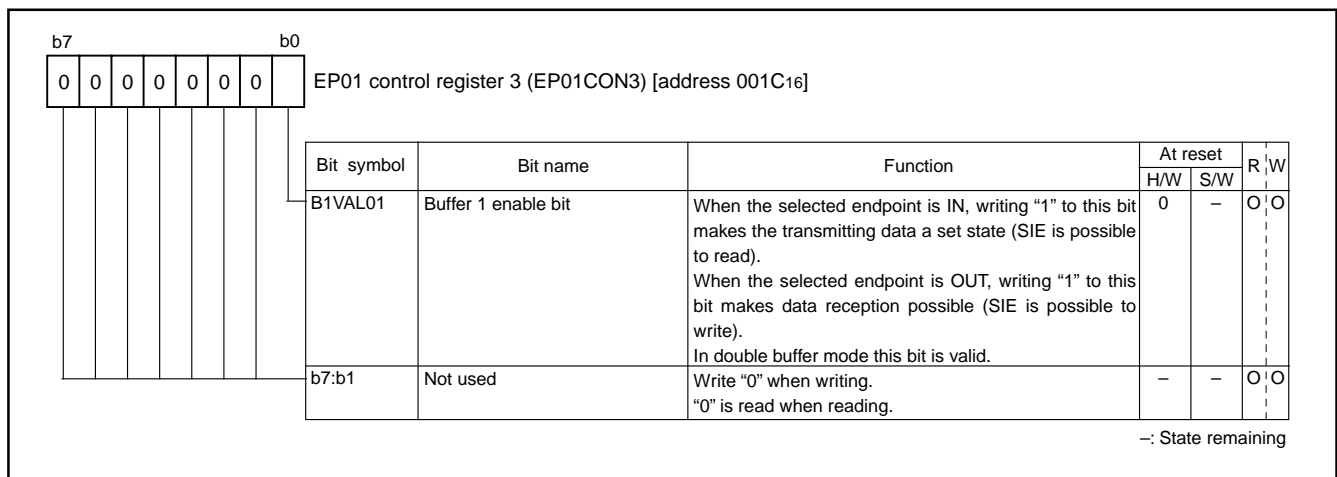 b7 b0
0 0 0 0 0 0 0 EP01 control register 3 (EP01CON3) [address 001C16]
Bit symbol Bit name Function At reset R W
H/W S/W
B1VAL01 Buffer 1 enable bit When the selected endpoint is IN, writing “1” to this bit 0 – O O
makes the transmitting data a set state (SIE is possible
to read).
When the selected endpoint is OUT, writing “1” to this
bit makes data reception possible (SIE is possible to
write).
In double buffer mode this bit is valid.
b7:b1 Not used Write “0” when writing. – – O O
“0” is read when reading.
–: State remaining